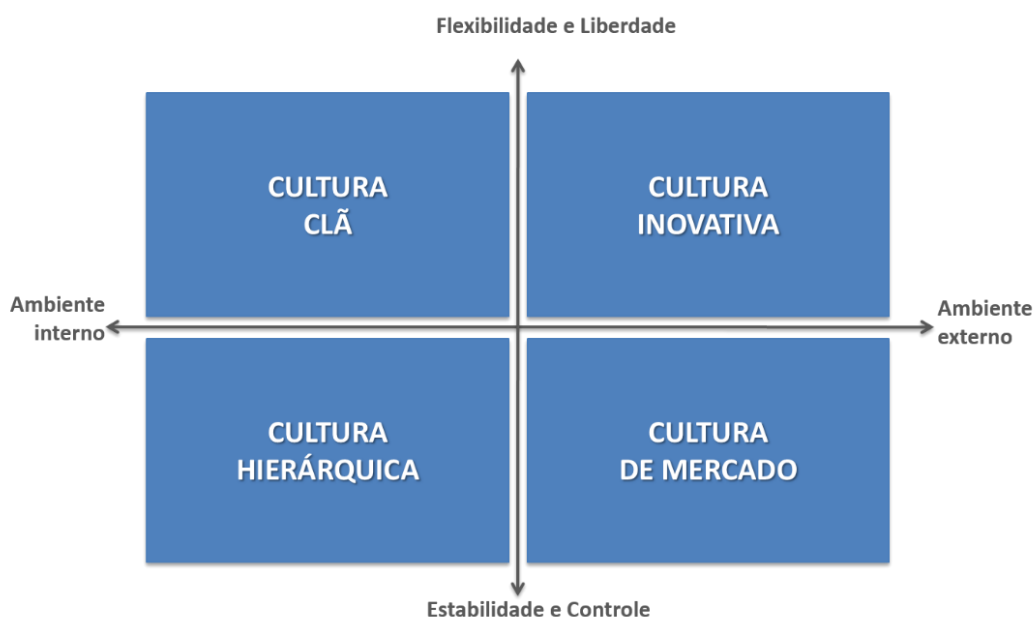 Flexibilidade e Liberdade
CULTURA
CLÃ
CULTURA
INOVATIVA
Ambiente
interno
Ambiente
externo
CULTURA
HIERÁRQUICA
CULTURA
DE MERCADO
Estabilidade e Controle